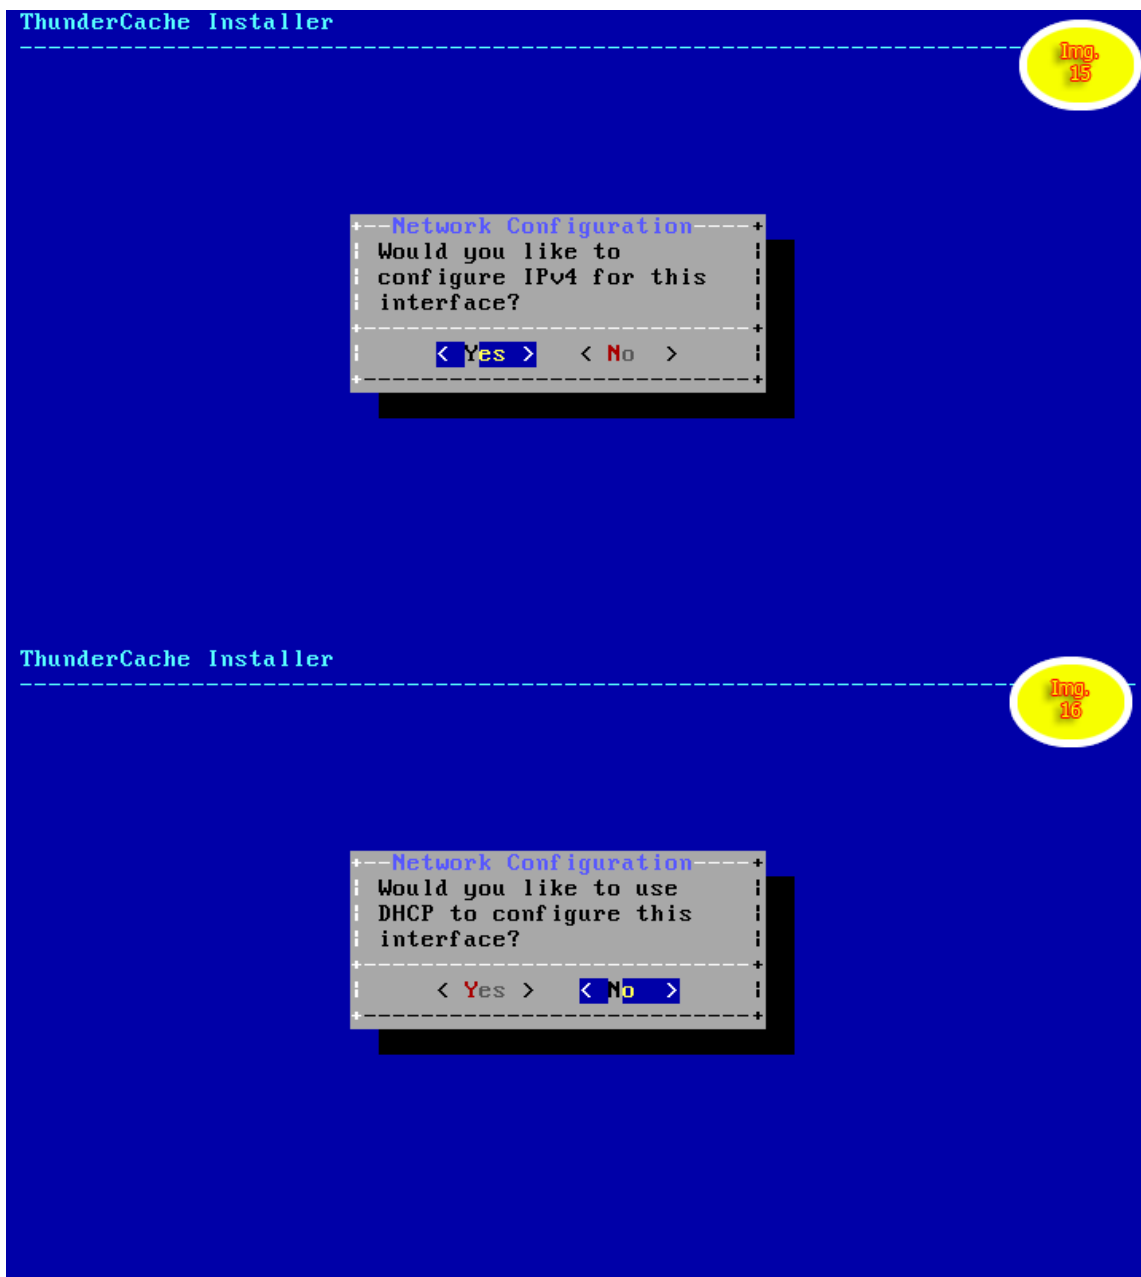 ThunderCache Installer
Img.
15
Network Configuration
Would you like to
configure IPv4 for this
interface?
< Yes > < No >
ThunderCache Installer
Img.
16
Network Configuration
Would you like to use
DHCP to configure this
interface?
< Yes > < No >